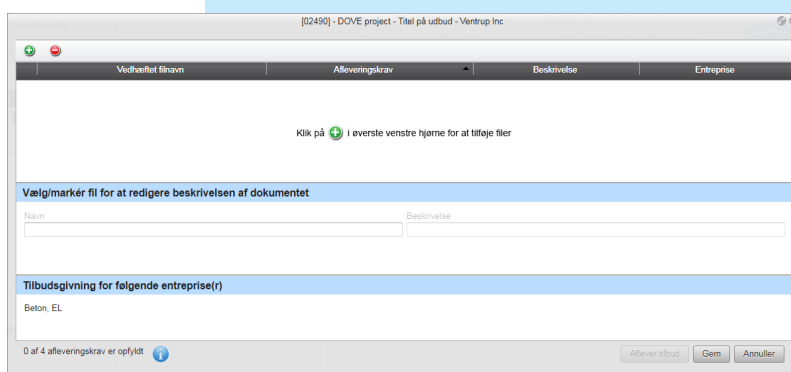 [02490] - DOVE project - Titel på udbud - Ventrup Inc
Vedhæftet filnavn Afleveringskrav Beskrivelse Entreprise
Klik på i øverste venstre hjørne for at tilføje filer
Vælg/markér fil for at redigere beskrivelsen af dokumentet
Navn Beskrivelse
Tilbudsgivning for følgende entreprise(r)
Beton, EL
0 af 4 afleveringskrav er opfyldt Aflever tilbud Gem Annuller